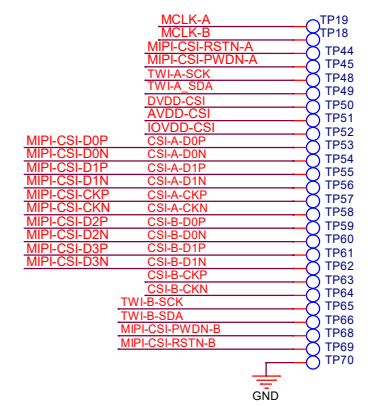 MCLK-A TP19
MCLK-B TP18
MIPI-CSI-RSTN-A TP44
MIPI-CSI-PWDN-A TP45
TWI-A-SCK TP48
TWI-A_SDA TP49
DVDD-CSI TP50
AVDD-CSI TP51
IOVDD-CSI TP52
MIPI-CSI-D0P CSI-A-D0P TP53
MIPI-CSI-D0N CSI-A-D0N TP54
MIPI-CSI-D1P CSI-A-D1P TP55
MIPI-CSI-D1N CSI-A-D1N TP56
MIPI-CSI-CKP CSI-A-CKP TP57
MIPI-CSI-CKN CSI-A-CKN TP58
MIPI-CSI-D2P CSI-B-D0P TP59
MIPI-CSI-D2N CSI-B-D0N TP60
MIPI-CSI-D3P CSI-B-D1P TP61
MIPI-CSI-D3N CSI-B-D1N TP62
CSI-B-CKP TP63
CSI-B-CKN TP64
TWI-B-SCK TP65
TWI-B-SDA TP66
MIPI-CSI-PWDN-B TP68
MIPI-CSI-RSTN-B TP69
TP70
GND